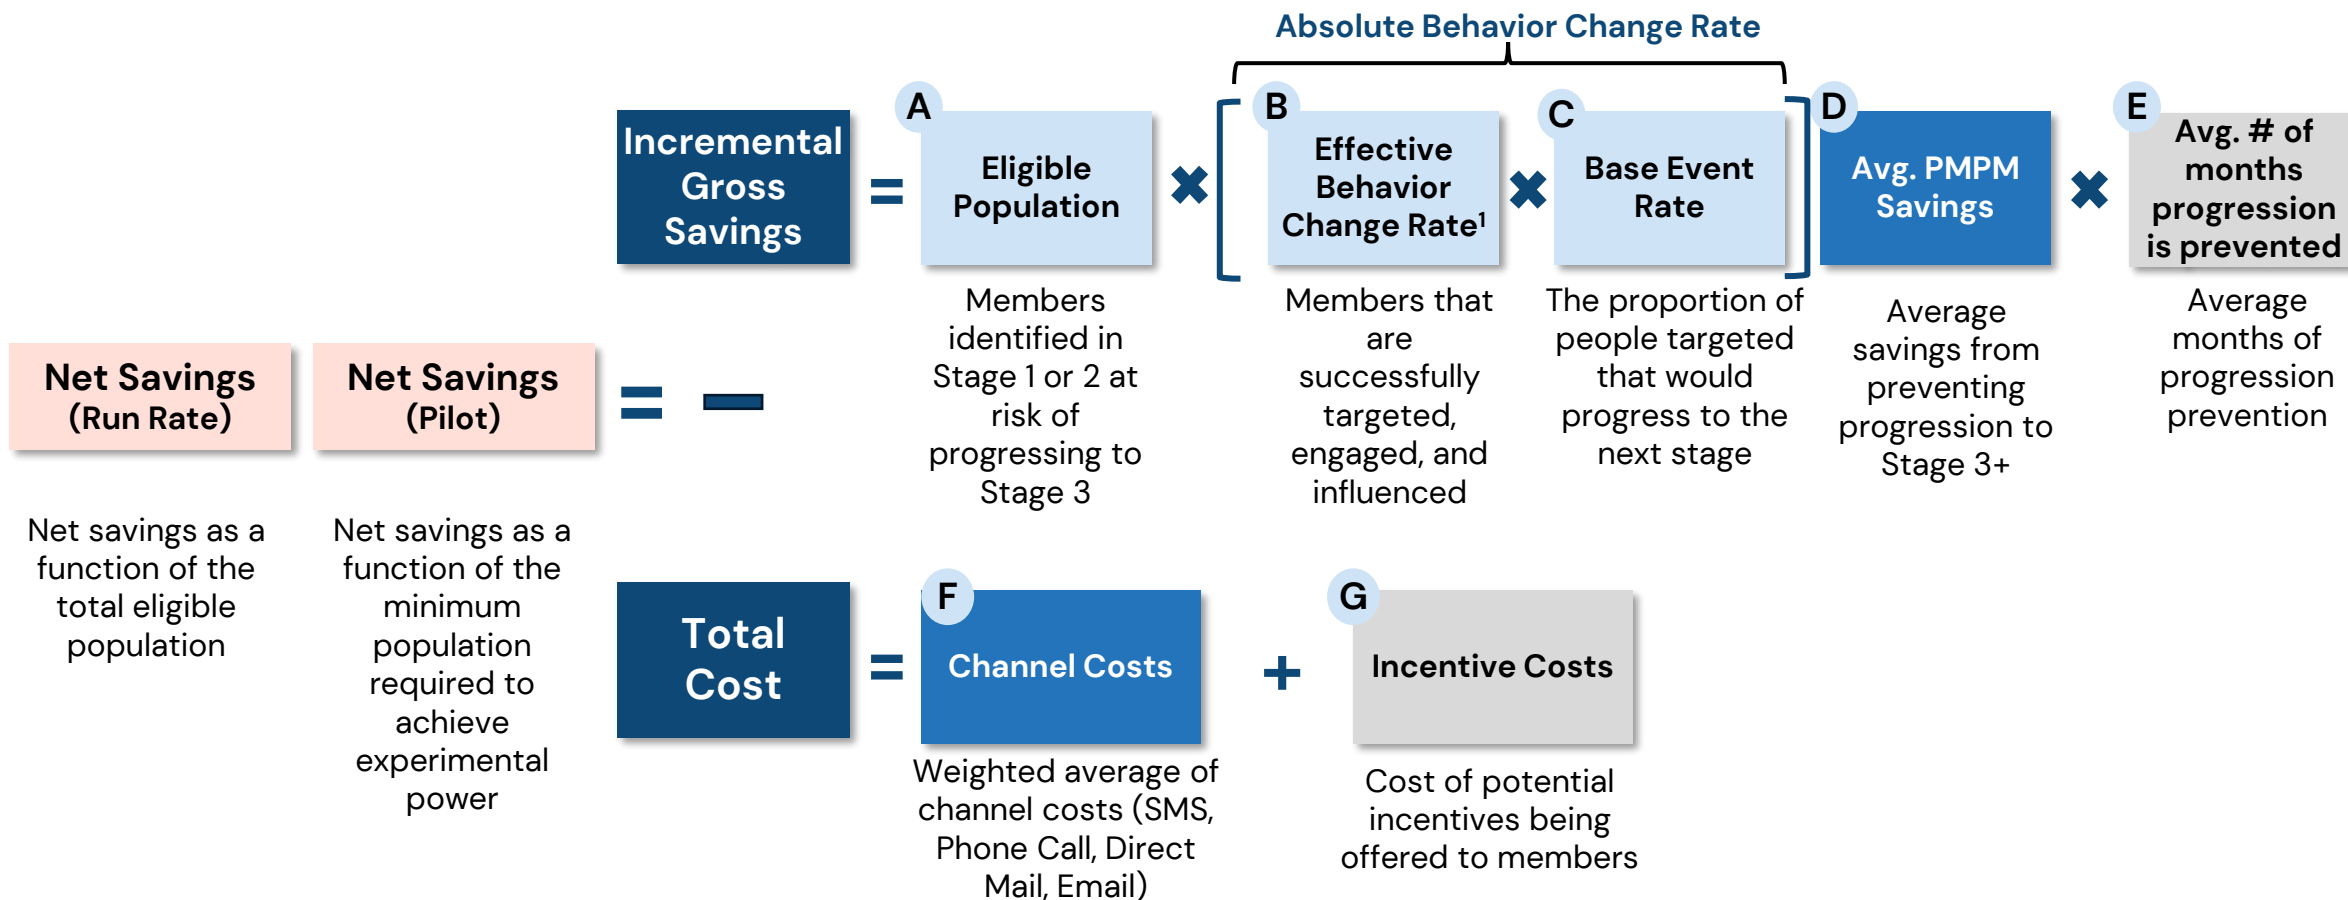 Absolute Behavior Change Rate
Incremental
Gross
Savings
=
A
Eligible
Population
×
B
Effective
Behavior
Change Rate¹
×
C
Base Event
Rate
D
Avg. PMPM
Savings
×
E
Avg. # of
months
progression
is prevented
Members
identified in
Stage 1 or 2 at
risk of
progressing to
Stage 3
Members that
are
successfully
targeted,
engaged, and
influenced
The proportion of
people targeted
that would
progress to the
next stage
Average
savings from
preventing
progression to
Stage 3+
Average
months of
progression
prevention
Net Savings
(Run Rate)
Net Savings
(Pilot)
=
–
Net savings as a
function of the
total eligible
population
Net savings as a
function of the
minimum
population
required to
achieve
experimental
power
Total
Cost
=
F
Channel Costs
+
G
Incentive Costs
Weighted average of
channel costs (SMS,
Phone Call, Direct
Mail, Email)
Cost of potential
incentives being
offered to members